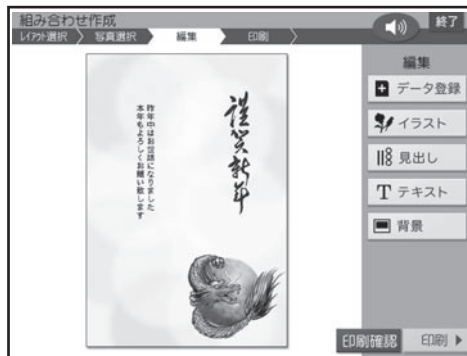 組み合わせ作成
終了
ﾚｲｱｳﾄ選択
写真選択
編集
印刷
謹賀新年
昨年中はお世話になりました
本年もよろしくお願い致します
編集
データ登録
イラスト
見出し
T テキスト
背景
印刷確認
印刷